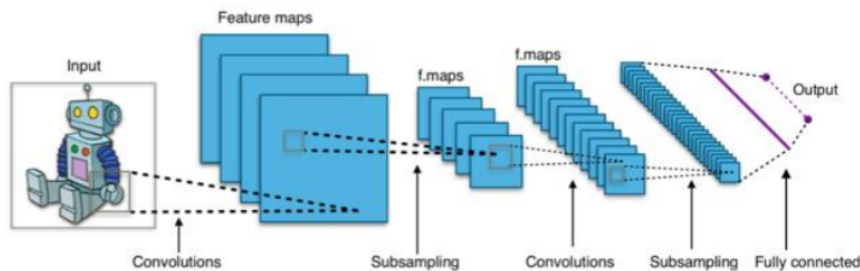 Feature maps
Input
f.maps
f.maps
Output
Convolutions
Subsampling
Convolutions
Subsampling
Fully connected